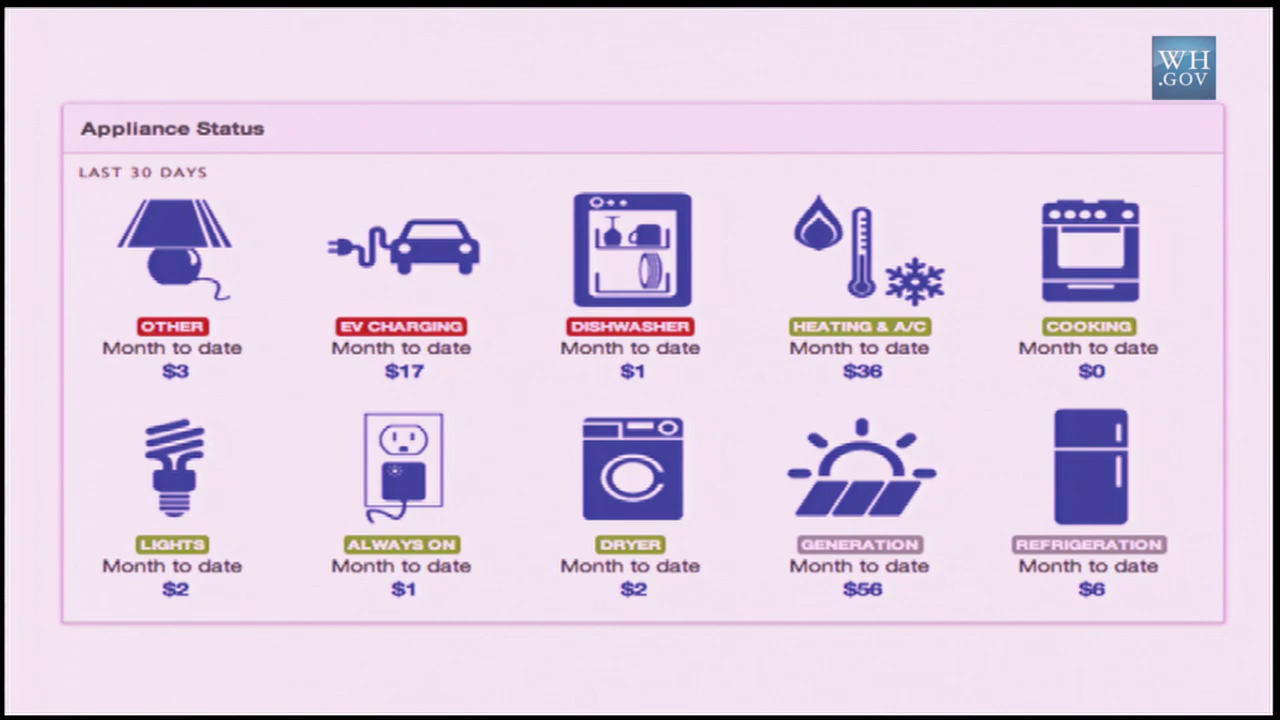 WH
.GOV
Appliance Status
LAST 30 DAYS
OTHER
Month to date
$3
EV CHARGING
Month to date
$17
DISHWASHER
Month to date
$1
HEATING & A/C
Month to date
$36
COOKING
Month to date
$0
LIGHTS
Month to date
$2
ALWAYS ON
Month to date
$1
DRYER
Month to date
$2
GENERATION
Month to date
$56
REFRIGERATION
Month to date
$6